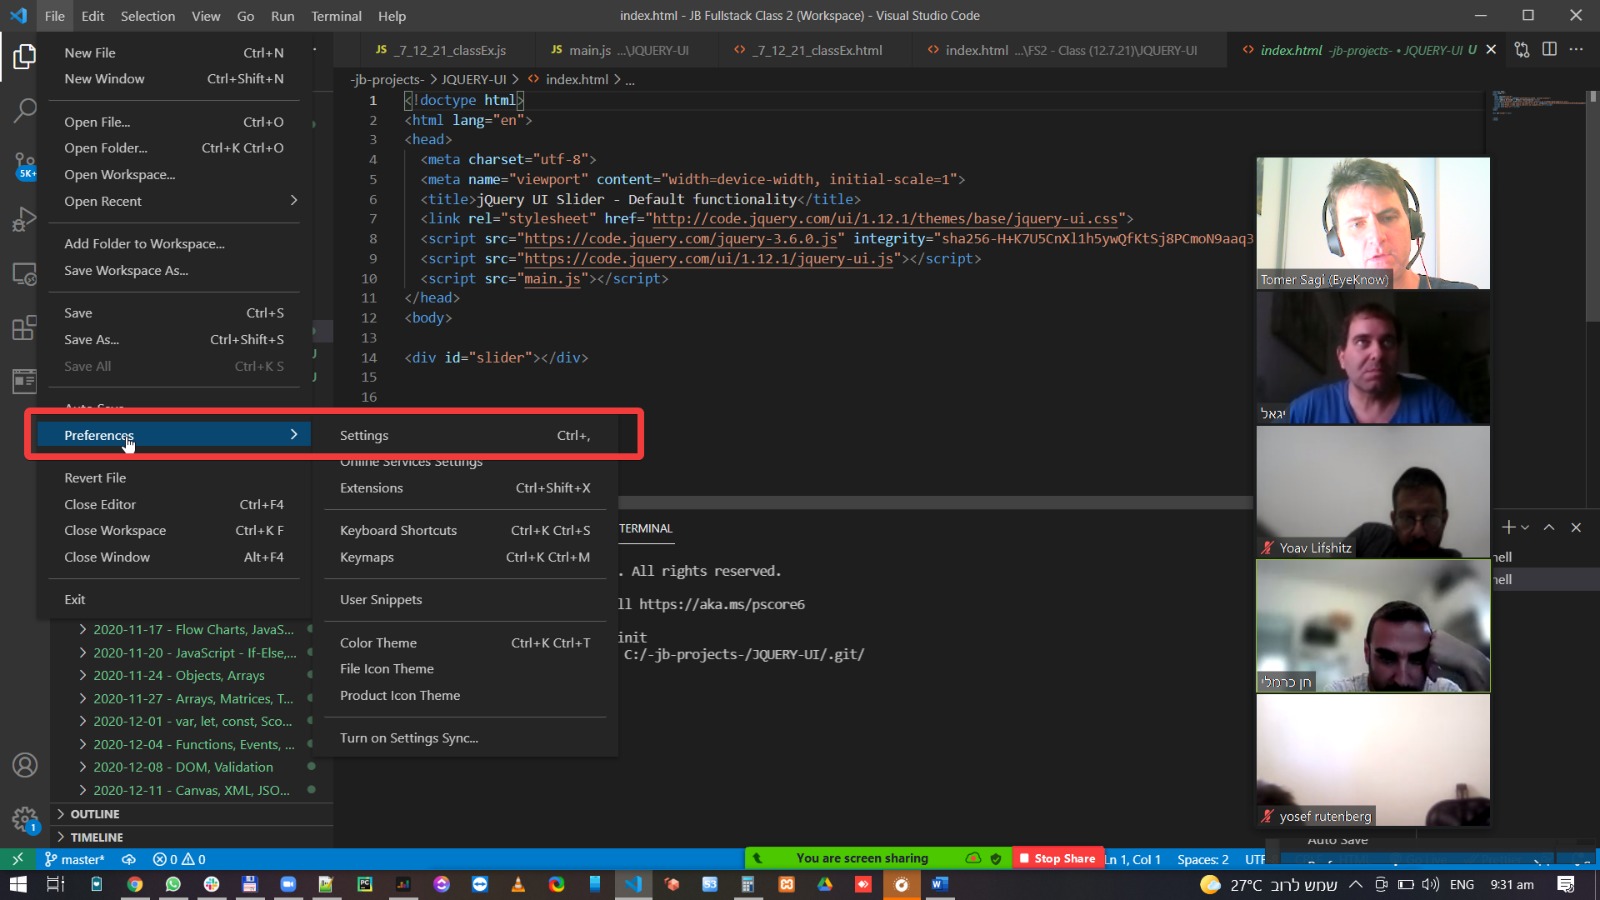 File Edit Selection View Go Run Terminal Help
index.html - JB Fullstack Class 2 (Workspace) - Visual Studio Code
JS _7_12_21_classEx.js
JS main.js ...\JQUERY-UI
<> _7_12_21_classEx.html
<> index.html ...\FS2 - Class (12.7.21)\JQUERY-UI
<> index.html -jb-projects- • JQUERY-UI U
-jb-projects- > JQUERY-UI > <> index.html > ...
New File Ctrl+N
New Window Ctrl+Shift+N
Open File... Ctrl+O
Open Folder... Ctrl+K Ctrl+O
Open Workspace...
Open Recent
Add Folder to Workspace...
Save Workspace As...
Save Ctrl+S
Save As... Ctrl+Shift+S
Save All Ctrl+K S
Auto Save
Preferences
Revert File
Close Editor Ctrl+F4
Close Workspace Ctrl+K F
Close Window Alt+F4
Exit
Settings Ctrl+,
Online Services Settings
Extensions Ctrl+Shift+X
Keyboard Shortcuts Ctrl+K Ctrl+S
Keymaps Ctrl+K Ctrl+M
User Snippets
Color Theme Ctrl+K Ctrl+T
File Icon Theme
Product Icon Theme
Turn on Settings Sync...
5K+
1 <!doctype html>
2 <html lang="en">
3 <head>
4 <meta charset="utf-8">
5 <meta name="viewport" content="width=device-width, initial-scale=1">
6 <title>jQuery UI Slider - Default functionality</title>
7 <link rel="stylesheet" href="http://code.jquery.com/ui/1.12.1/themes/base/jquery-ui.css">
8 <script src="https://code.jquery.com/jquery-3.6.0.js" integrity="sha256-H+K7U5CnXl1h5ywQfKtSj8PCmoN9aaq3
9 <script src="https://code.jquery.com/ui/1.12.1/jquery-ui.js"></script>
10 <script src="main.js"></script>
11 </head>
12 <body>
13
14 <div id="slider"></div>
15
16
TERMINAL
. All rights reserved.
ll https://aka.ms/pscore6
init
C:/-jb-projects-/JQUERY-UI/.git/
hell
hell
Tomer Sagi (EyeKnow)
יגאל
Yoav Lifshitz
חן כרמלי
yosef rutenberg
2020-11-17 - Flow Charts, JavaS...
2020-11-20 - JavaScript - If-Else,...
2020-11-24 - Objects, Arrays
2020-11-27 - Arrays, Matrices, T...
2020-12-01 - var, let, const, Sco...
2020-12-04 - Functions, Events, ...
2020-12-08 - DOM, Validation
2020-12-11 - Canvas, XML, JSO...
OUTLINE
TIMELINE
1
Auto Save
master* 0 0
You are screen sharing
Stop Share
Ln 1, Col 1 Spaces: 2 UTF
27°C שמש לרוב ENG 9:31 am